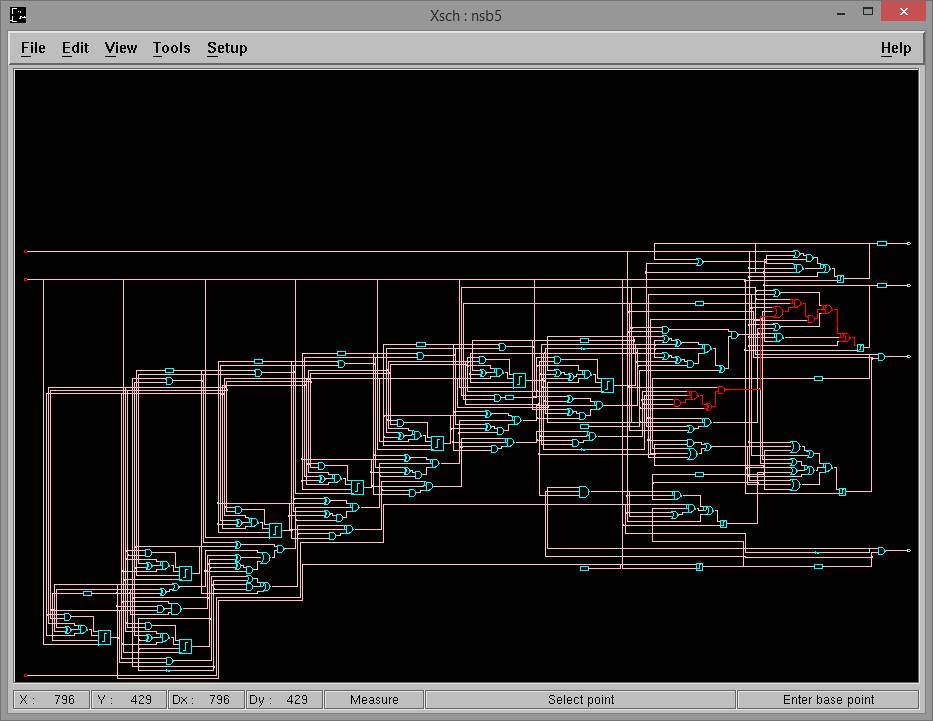 Xsch : nsb5
File Edit View Tools Setup Help
X : 796 Y : 429 Dx : 796 Dy : 429 Measure Select point Enter base point